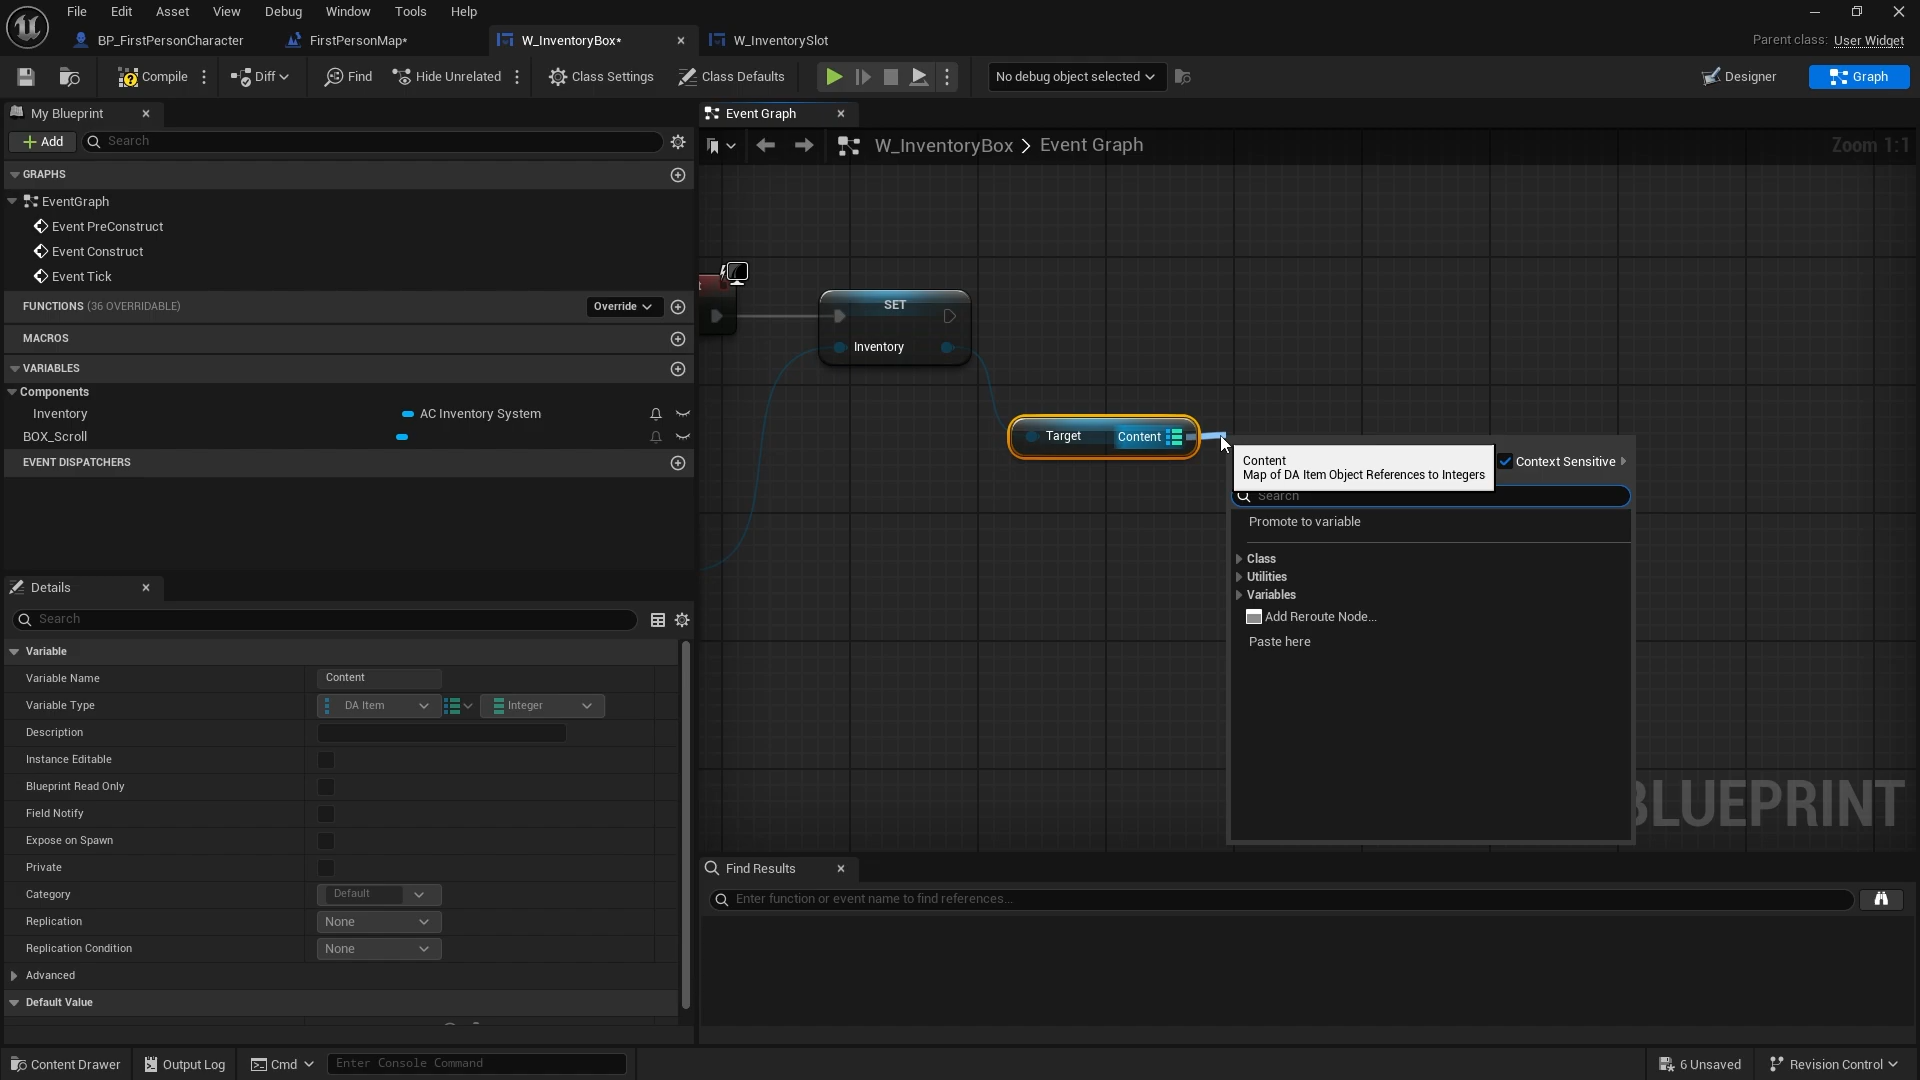 File Edit Asset View Debug Window Tools Help
BP_FirstPersonCharacter
FirstPersonMap*
W_InventoryBox*
W_InventorySlot
Parent class: User Widget
Compile
Diff
Find
Hide Unrelated
Class Settings
Class Defaults
No debug object selected
Designer
Graph
My Blueprint
Add
Search
GRAPHS
EventGraph
Event PreConstruct
Event Construct
Event Tick
FUNCTIONS (36 OVERRIDABLE)
Override
MACROS
VARIABLES
Components
Inventory
AC Inventory System
BOX_Scroll
EVENT DISPATCHERS
Details
Search
Variable
Variable Name
Content
Variable Type
DA Item
Integer
Description
Instance Editable
Blueprint Read Only
Field Notify
Expose on Spawn
Private
Category
Default
Replication
None
Replication Condition
None
Advanced
Default Value
Event Graph
W_InventoryBox > Event Graph
Zoom 1:1
SET
Inventory
Target
Content
Content
Map of DA Item Object References to Integers
Context Sensitive
Search
Promote to variable
Class
Utilities
Variables
Add Reroute Node...
Paste here
BLUEPRINT
Find Results
Enter function or event name to find references...
Content Drawer
Output Log
Cmd
Enter Console Command
6 Unsaved
Revision Control